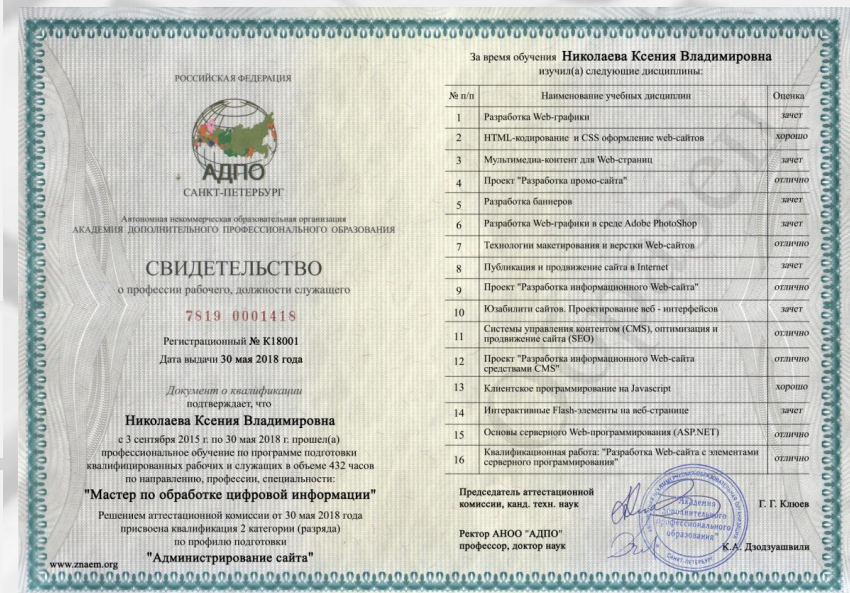 РОССИЙСКАЯ ФЕДЕРАЦИЯ
АДПО
САНКТ-ПЕТЕРБУРГ
Автономная некоммерческая образовательная организация
АКАДЕМИЯ ДОПОЛНИТЕЛЬНОГО ПРОФЕССИОНАЛЬНОГО ОБРАЗОВАНИЯ
СВИДЕТЕЛЬСТВО
о профессии рабочего, должности служащего
7819 0001418
Регистрационный № К18001
Дата выдачи 30 мая 2018 года
Документ о квалификации
подтверждает, что
Николаева Ксения Владимировна
с 3 сентября 2015 г. по 30 мая 2018 г. прошел(а)
профессиональное обучение по программе подготовки
квалифицированных рабочих и служащих в объеме 432 часов
по направлению, профессии, специальности:
"Мастер по обработке цифровой информации"
Решением аттестационной комиссии от 30 мая 2018 года
присвоена квалификация 2 категории (разряда)
по профилю подготовки
"Администрирование сайта"
www.znaem.org
За время обучения Николаева Ксения Владимировна
изучил(а) следующие дисциплины:
№ п/п Наименование учебных дисциплин Оценка
1 Разработка Web-графики зачет
2 HTML-кодирование и CSS оформление web-сайтов хорошо
3 Мультимедиа-контент для Web-страниц зачет
4 Проект "Разработка промо-сайта" отлично
5 Разработка баннеров зачет
6 Разработка Web-графики в среде Adobe PhotoShop зачет
7 Технологии макетирования и верстки Web-сайтов отлично
8 Публикация и продвижение сайта в Internet зачет
9 Проект "Разработка информационного Web-сайта" отлично
10 Юзабилити сайтов. Проектирование веб - интерфейсов зачет
11 Системы управления контентом (CMS), оптимизация и
продвижение сайта (SEO) отлично
12 Проект "Разработка информационного Web-сайта
средствами CMS" отлично
13 Клиентское программирование на Javascript хорошо
14 Интерактивные Flash-элементы на веб-странице зачет
15 Основы серверного Web-программирования (ASP.NET) отлично
16 Квалификационная работа: "Разработка Web-сайта с элементами
серверного программирования" отлично
Образец
Председатель аттестационной
комиссии, канд. техн. наук Г. Г. Клюев
Ректор АНОО "АДПО"
профессор, доктор наук К.А. Дзодзуашвили
"Академия
дополнительного
профессионального
образования"
САНКТ-ПЕТЕРБУРГ